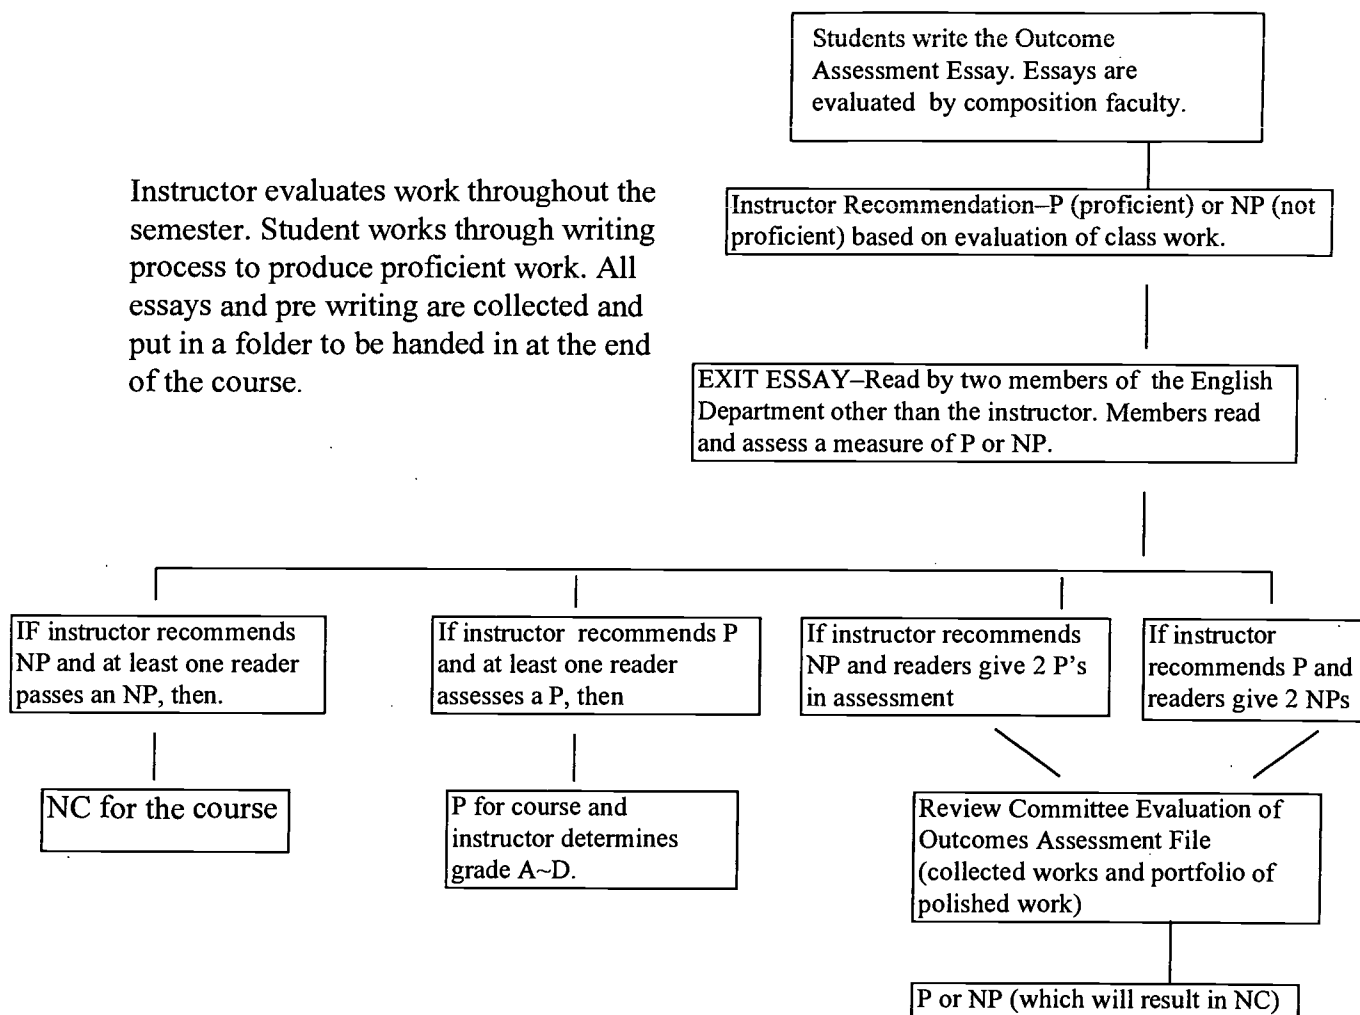 Students write the Outcome
Assessment Essay. Essays are
evaluated by composition faculty.
Instructor evaluates work throughout the
semester. Student works through writing
process to produce proficient work. All
essays and pre writing are collected and
put in a folder to be handed in at the end
of the course.
Instructor Recommendation–P (proficient) or NP (not
proficient) based on evaluation of class work.
EXIT ESSAY–Read by two members of the English
Department other than the instructor. Members read
and assess a measure of P or NP.
IF instructor recommends
NP and at least one reader
passes an NP, then.
If instructor recommends P
and at least one reader
assesses a P, then
If instructor recommends
NP and readers give 2 P's
in assessment
If instructor
recommends P and
readers give 2 NPs
NC for the course
P for course and
instructor determines
grade A~D.
Review Committee Evaluation of
Outcomes Assessment File
(collected works and portfolio of
polished work)
P or NP (which will result in NC)